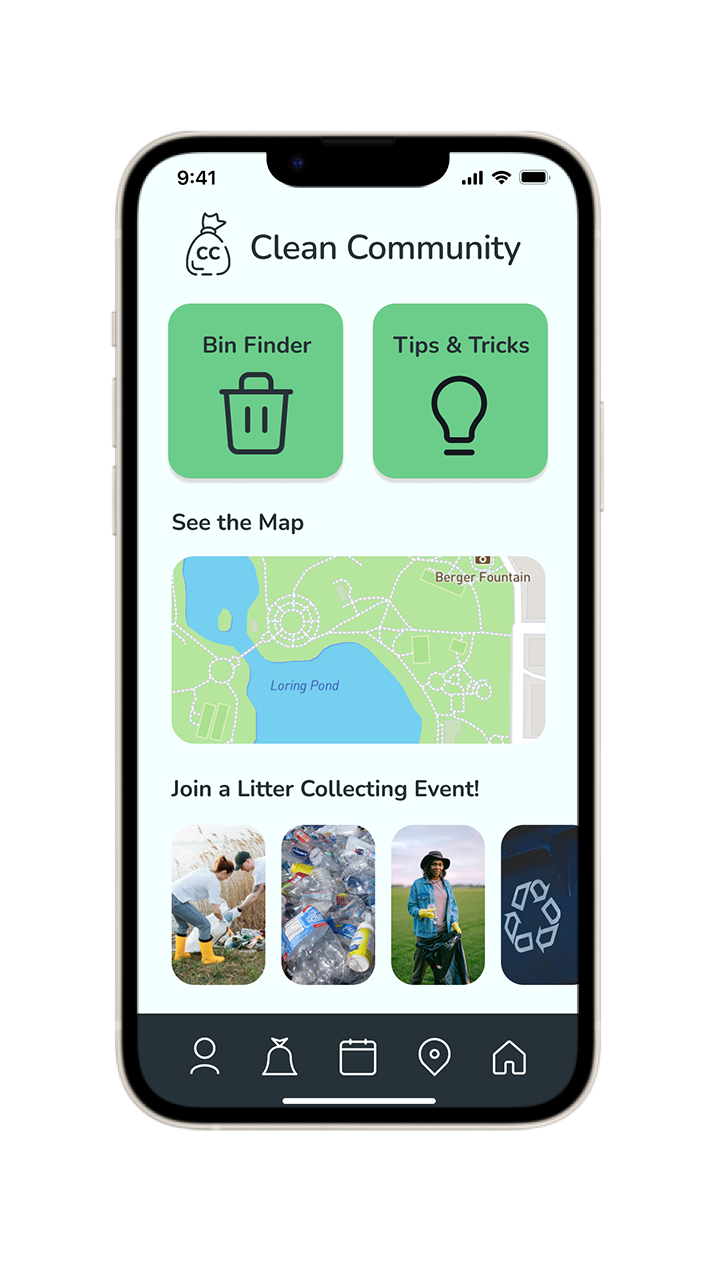 9:41
CC
Clean Community
Bin Finder
Tips & Tricks
See the Map
Berger Fountain
Loring Pond
Join a Litter Collecting Event!